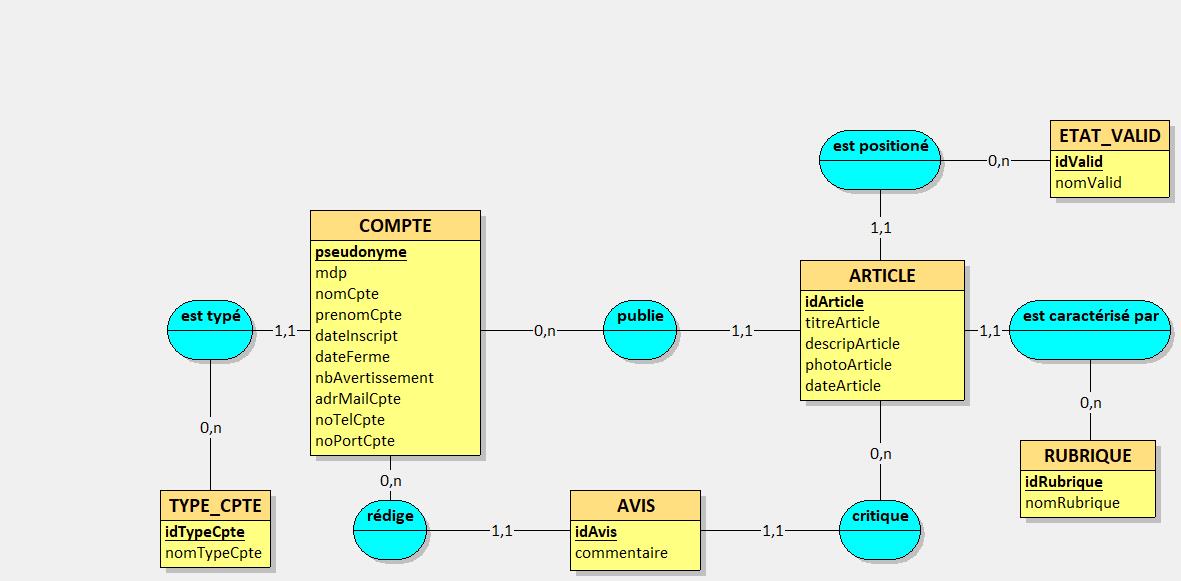 est positioné
ETAT_VALID
idValid
nomValid
0,n
1,1
COMPTE
pseudonyme
mdp
nomCpte
prenomCpte
dateInscript
dateFerme
nbAvertissement
adrMailCpte
noTelCpte
noPortCpte
est typé
1,1
0,n
publie
1,1
ARTICLE
idArticle
titreArticle
descripArticle
photoArticle
dateArticle
1,1
est caractérisé par
0,n
0,n
RUBRIQUE
idRubrique
nomRubrique
0,n
0,n
TYPE_CPTE
idTypeCpte
nomTypeCpte
rédige
1,1
AVIS
idAvis
commentaire
1,1
critique